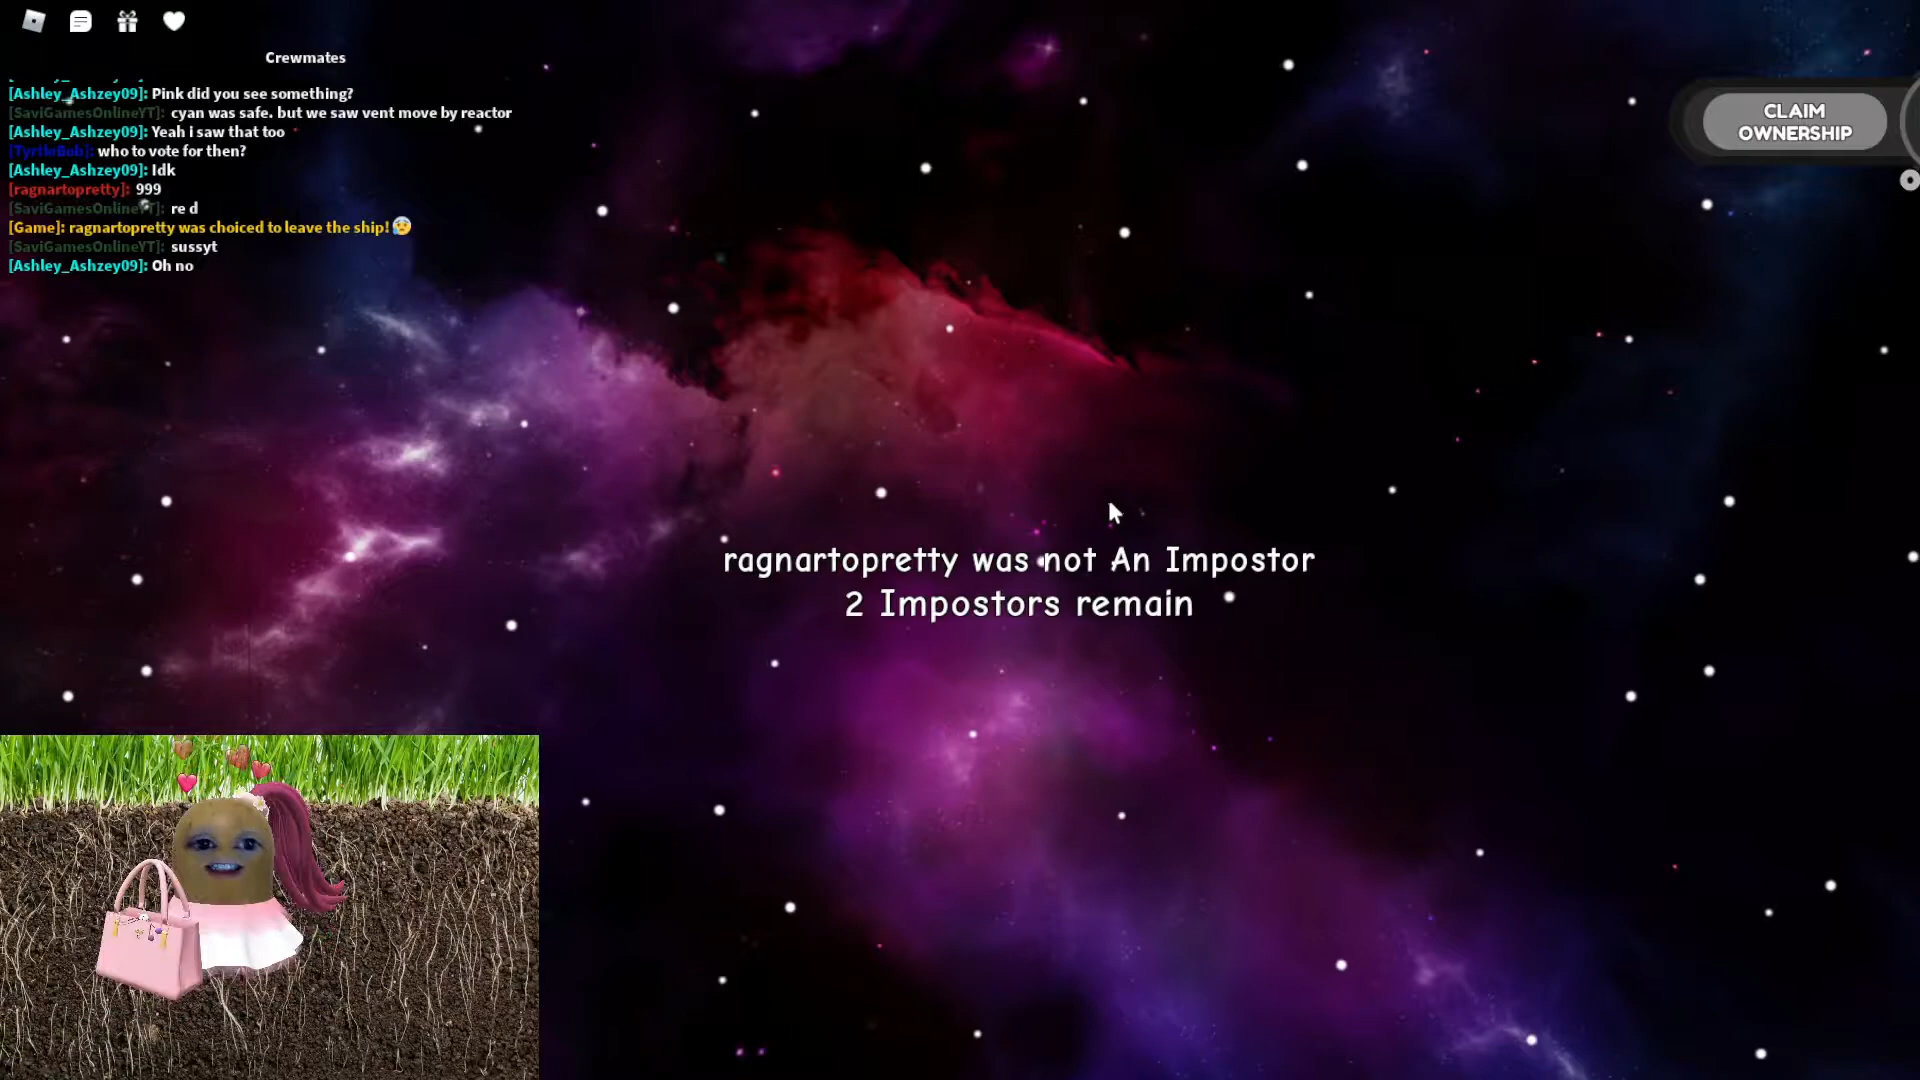 Crewmates
[Ashley_Ashzey09]: Pink did you see something?
[SaviGamesOnlineYT]: cyan was safe. but we saw vent move by reactor
[Ashley_Ashzey09]: Yeah i saw that too
[TyrtleBob]: who to vote for then?
[Ashley_Ashzey09]: Idk
[ragnartopretty]: 999
[SaviGamesOnlineYT]: re d
[Game]: ragnartopretty was choiced to leave the ship!😰
[SaviGamesOnlineYT]: sussyt
[Ashley_Ashzey09]: Oh no
CLAIM
OWNERSHIP
ragnartopretty was not An Impostor
2 Impostors remain